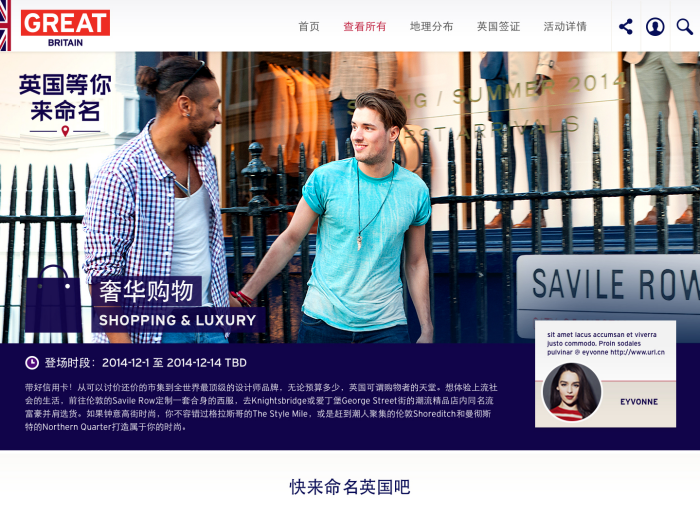 GREAT
BRITAIN
首页
查看所有
地理分布
英国签证
活动详情
英国等你
来命名
SPRING / SUMMER 2014
FIRST ARRIVALS
SAVILE ROW
奢华购物
SHOPPING & LUXURY
登场时段：2014-12-1 至 2014-12-14 TBD
带好信用卡！从可以讨价还价的市集到全世界最顶级的设计师品牌，无论预算多少，英国可谓购物者的天堂。想体验上流社
会的生活，前往伦敦的Savile Row定制一套合身的西服，去Knightsbridge或爱丁堡George Street街的潮流精品店内同名流
富豪并肩选货。如果钟意高街时尚，你不容错过格拉斯哥的The Style Mile，或是赶到潮人聚集的伦敦Shoreditch和曼彻斯
特的Northern Quarter打造属于你的时尚。
sit amet lacus accumsan et viverra
justo commodo. Proin sodales
pulvinar @ eyvonne http://www.url.cn
EYVONNE
快来命名英国吧